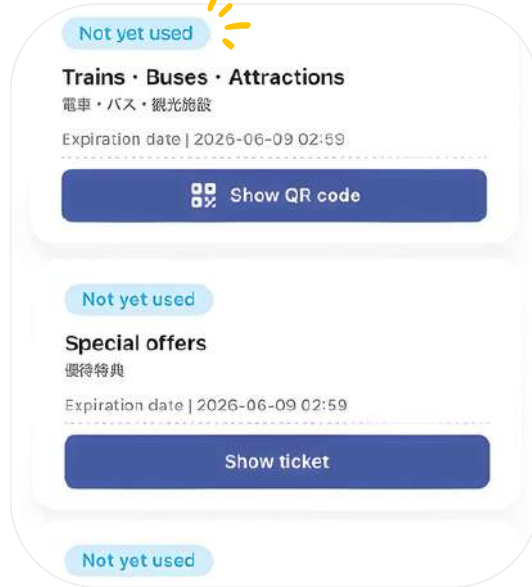 Not yet used
Trains・Buses・Attractions
電車・バス・観光施設
Expiration date | 2026-06-09 02:59
Show QR code
Not yet used
Special offers
優待特典
Expiration date | 2026-06-09 02:59
Show ticket
Not yet used